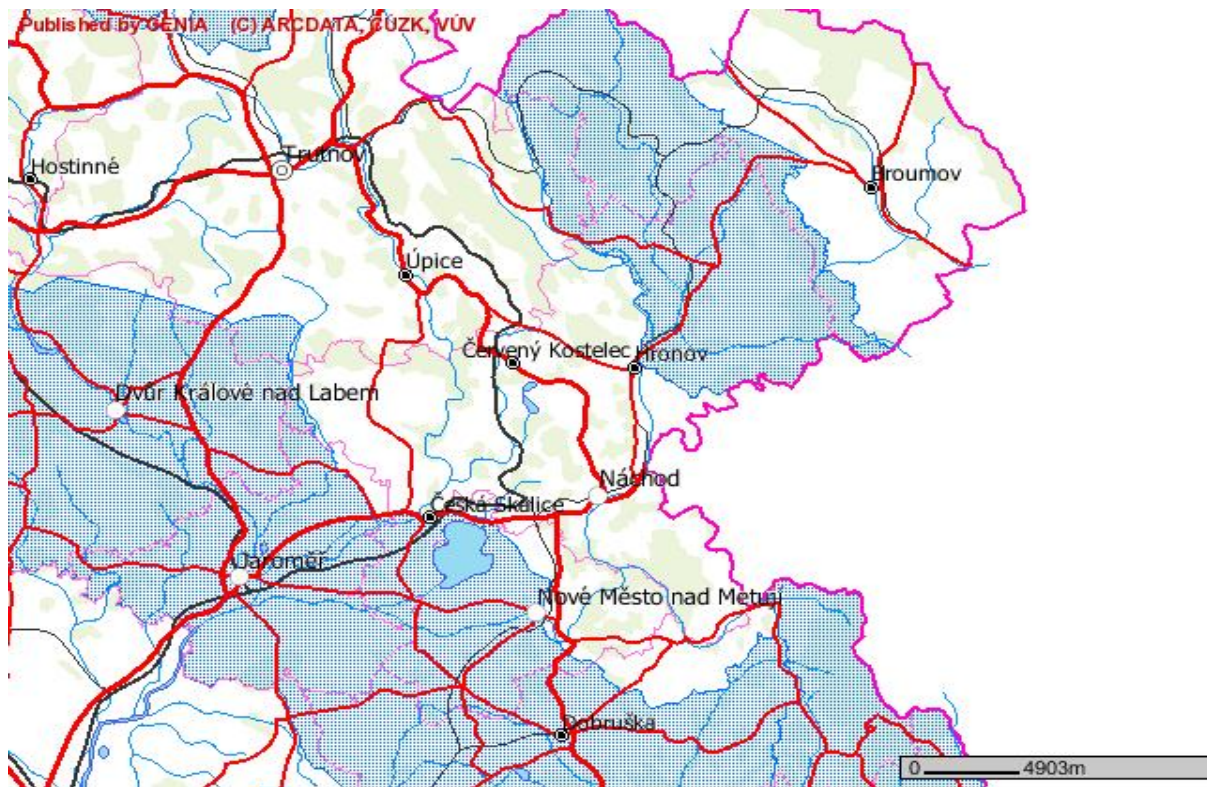 Published by GENIA (C) ARCDATA, ČÚZK, VÚV
Trutnov
Hostinné
Broumov
Úpice
Červený Kostelec
Hronov
Dvůr Králové nad Labem
Náchod
Česká Skalice
Jaroměř
Nové Město nad Metují
Dobruška
0 4903m